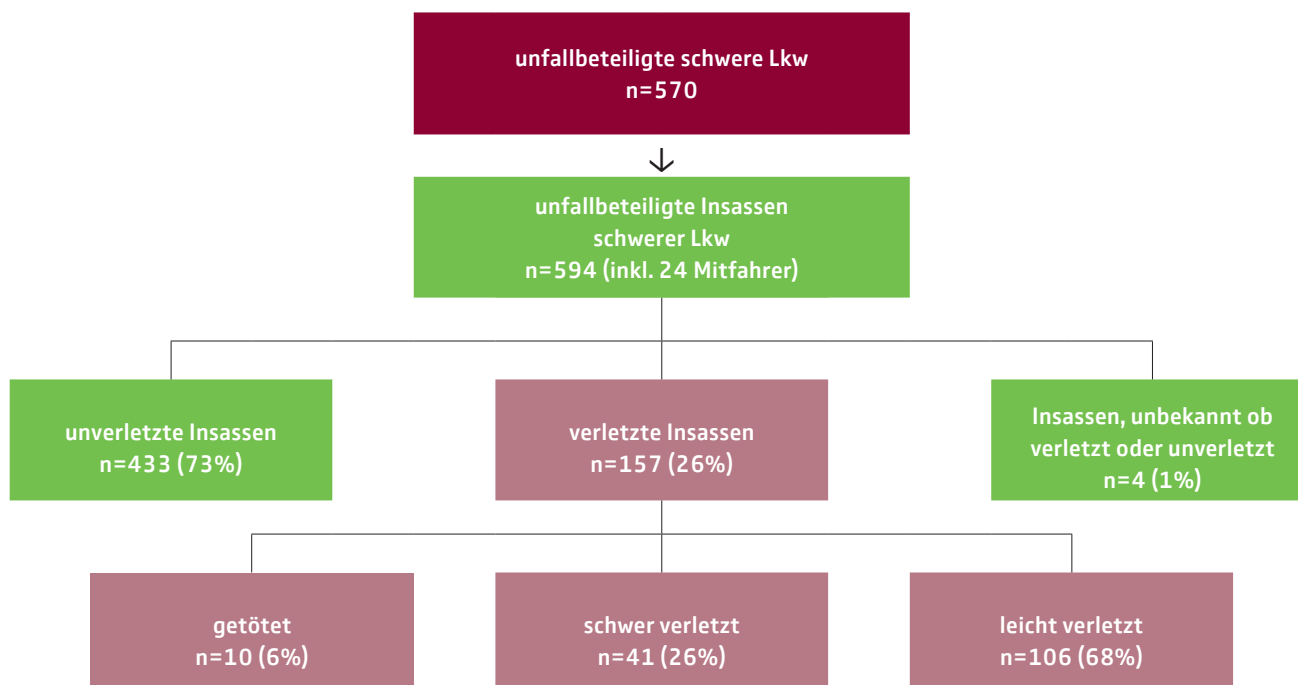 unfallbeteiligte schwere Lkw
n=570
unfallbeteiligte Insassen
schwerer Lkw
n=594 (inkl. 24 Mitfahrer)
unverletzte Insassen
n=433 (73%)
verletzte Insassen
n=157 (26%)
Insassen, unbekannt ob
verletzt oder unverletzt
n=4 (1%)
getötet
n=10 (6%)
schwer verletzt
n=41 (26%)
leicht verletzt
n=106 (68%)